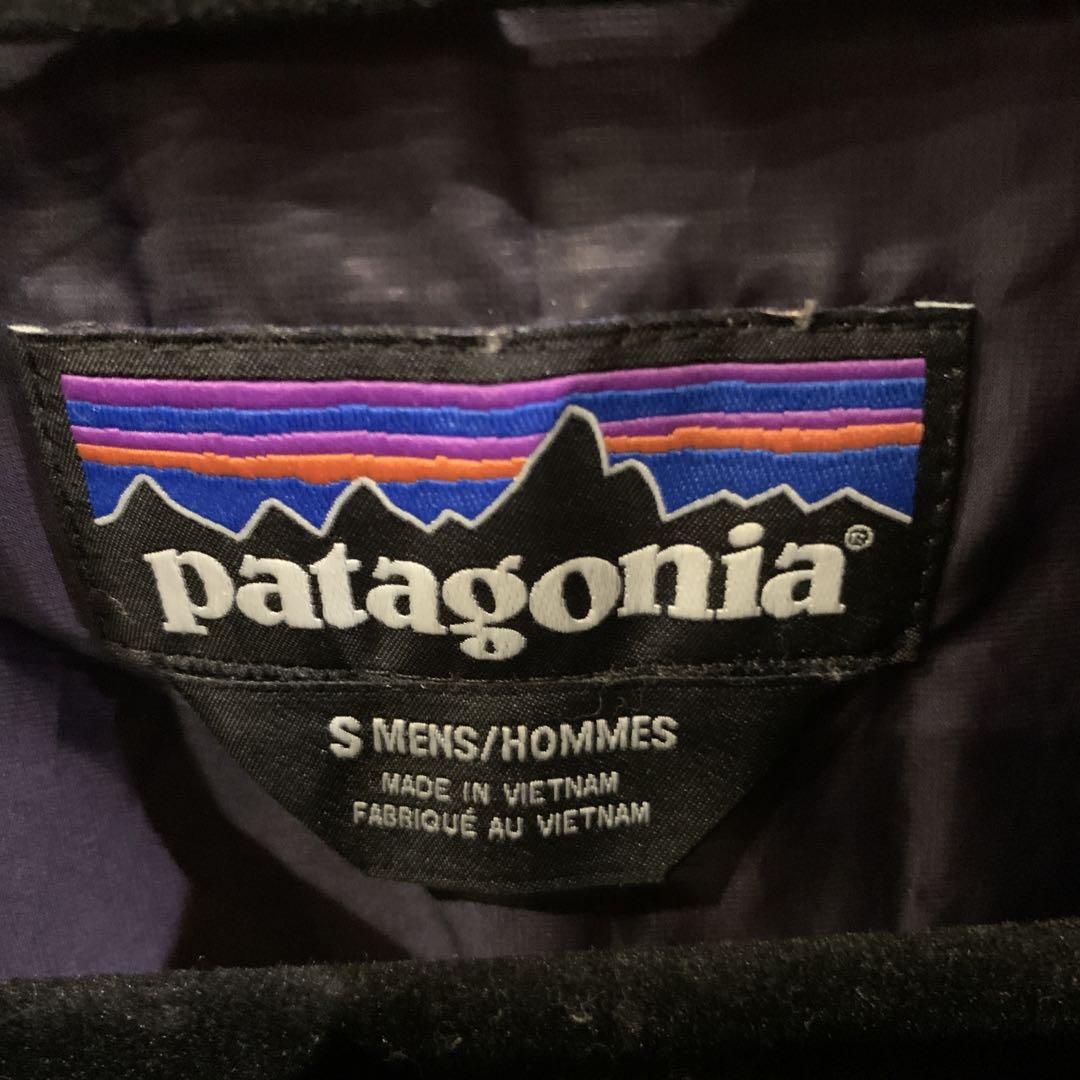 patagonia®
S MENS/HOMMES
MADE IN VIETNAM
FABRIQUÉ AU VIETNAM